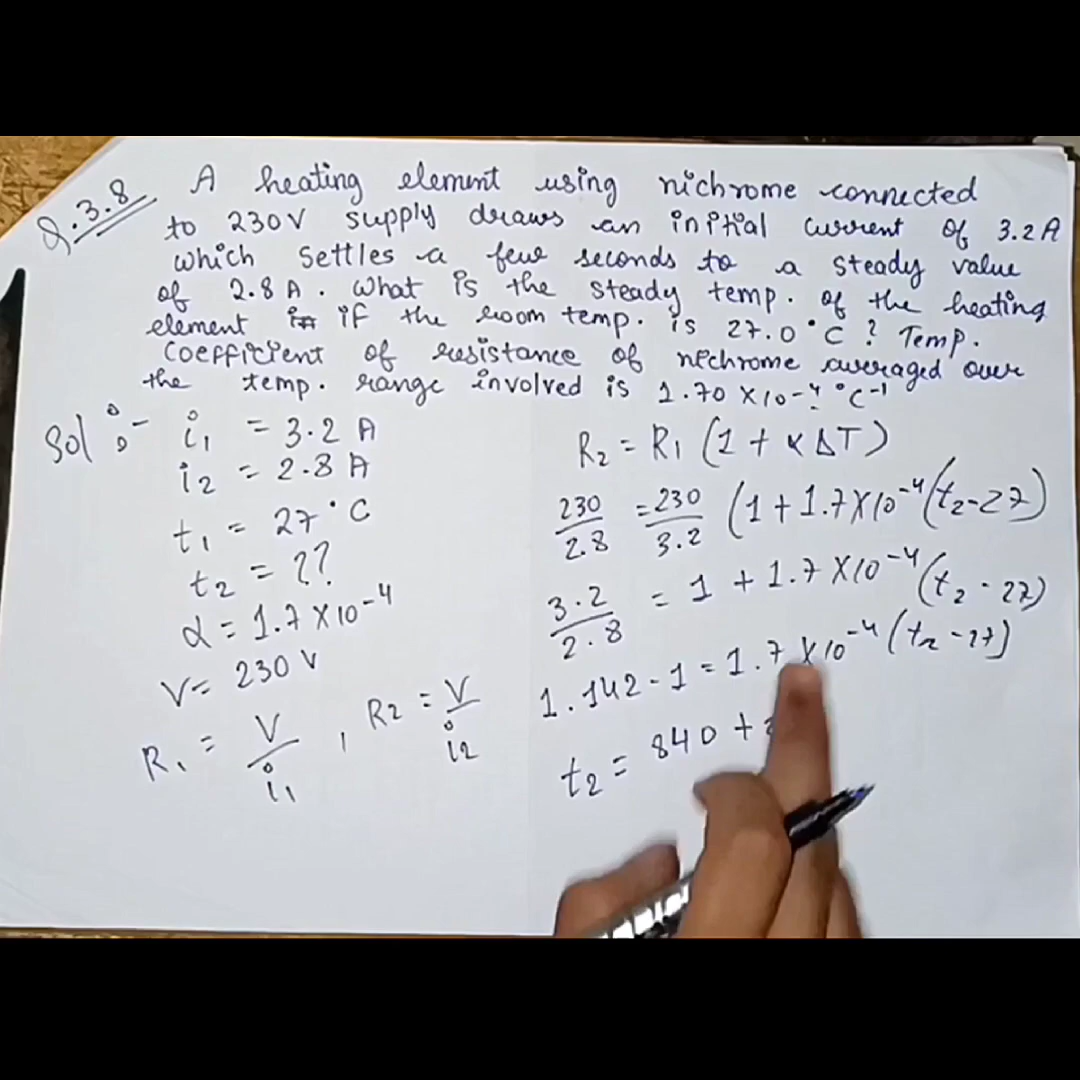 Q.3.8 A heating element using nichrome connected
to 230V supply draws an initial current of 3.2A
which settles a few seconds to a steady value
of 2.8A. What is the steady temp. of the heating
element if the room temp. is 27.0°C? Temp.
Coefficient of resistance of nichrome averaged over
the temp. range involved is 1.70 × 10⁻⁴ °C⁻¹
Sol :- i₁ = 3.2 A
i₂ = 2.8 A
t₁ = 27°C
t₂ = ??
α = 1.7 × 10⁻⁴
V = 230 V
R₁ = V/i₁ , R₂ = V/i₂
R₂ = R₁ (1 + α ΔT)
230/2.8 = 230/3.2 (1 + 1.7 × 10⁻⁴ (t₂ - 27)
3.2/2.8 = 1 + 1.7 × 10⁻⁴ (t₂ - 27)
1.142 - 1 = 1.7 × 10⁻⁴ (t₂ - 27)
t₂ = 840 +